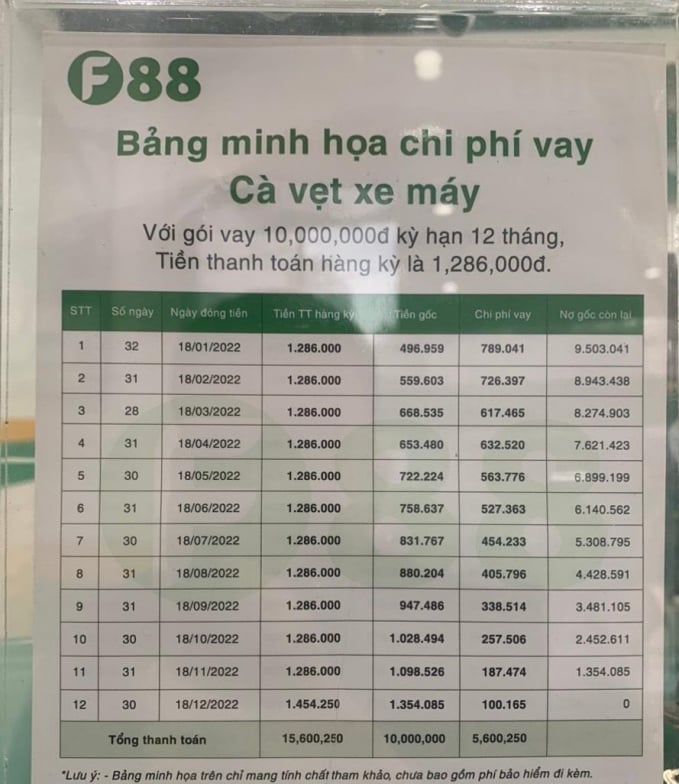 F88
Bảng minh họa chi phí vay
Cà vẹt xe máy
Với gói vay 10,000,000đ kỳ hạn 12 tháng,
Tiền thanh toán hàng kỳ là 1,286,000đ.
STT Số ngày Ngày đóng tiền Tiền TT hàng kỳ Tiền gốc Chi phí vay Nợ gốc còn lại
1 32 18/01/2022 1.286.000 496.959 789.041 9.503.041
2 31 18/02/2022 1.286.000 559.603 726.397 8.943.438
3 28 18/03/2022 1.286.000 668.535 617.465 8.274.903
4 31 18/04/2022 1.286.000 653.480 632.520 7.621.423
5 30 18/05/2022 1.286.000 722.224 563.776 6.899.199
6 31 18/06/2022 1.286.000 758.637 527.363 6.140.562
7 30 18/07/2022 1.286.000 831.767 454.233 5.308.795
8 31 18/08/2022 1.286.000 880.204 405.796 4.428.591
9 31 18/09/2022 1.286.000 947.486 338.514 3.481.105
10 30 18/10/2022 1.286.000 1.028.494 257.506 2.452.611
11 31 18/11/2022 1.286.000 1.098.526 187.474 1.354.085
12 30 18/12/2022 1.454.250 1.354.085 100.165 0
Tổng thanh toán 15,600,250 10,000,000 5,600,250
*Lưu ý: - Bảng minh họa trên chỉ mang tính chất tham khảo, chưa bao gồm phí bảo hiểm đi kèm.